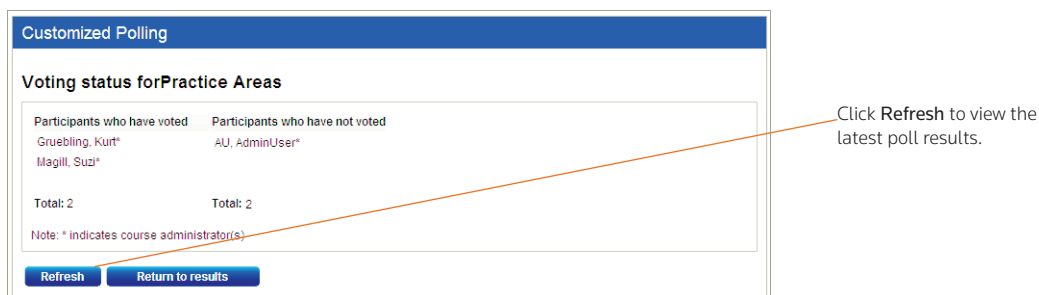 Customized Polling
Voting status forPractice Areas
Participants who have voted Participants who have not voted
Gruebling, Kurt* AU, AdminUser*
Magill, Suzi*
Total: 2 Total: 2
Note: * indicates course administrator(s)
Refresh Return to results
Click Refresh to view the
latest poll results.